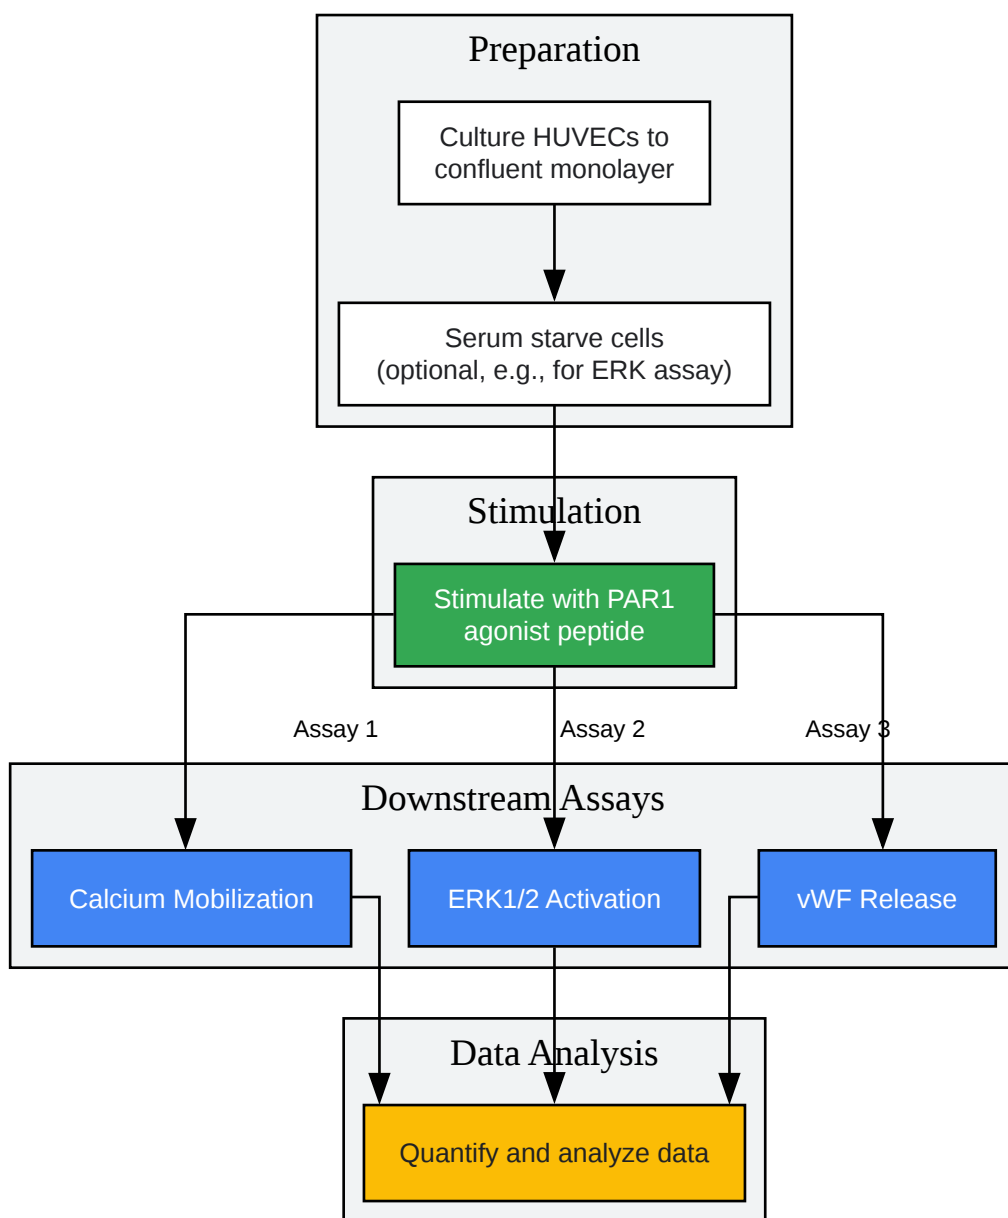 Preparation
Culture HUVECs to
confluent monolayer
Serum starve cells
(optional, e.g., for ERK assay)
Stimulation
Stimulate with PAR1
agonist peptide
Assay 1
Assay 2
Assay 3
Downstream Assays
Calcium Mobilization
ERK1/2 Activation
vWF Release
Data Analysis
Quantify and analyze data